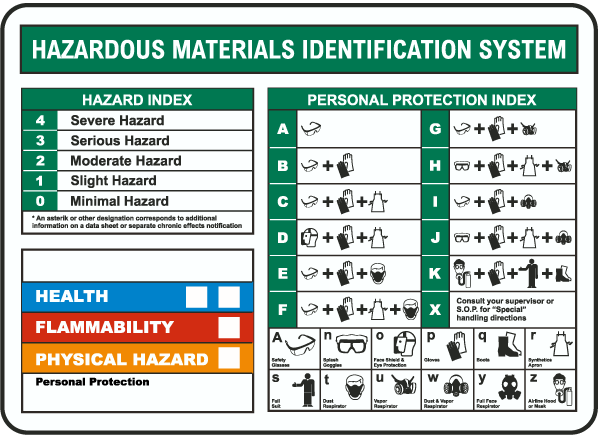 HAZARDOUS MATERIALS IDENTIFICATION SYSTEM
HAZARD INDEX
4 Severe Hazard
3 Serious Hazard
2 Moderate Hazard
1 Slight Hazard
0 Minimal Hazard
* An asterik or other designation corresponds to additional
information on a data sheet or separate chronic effects notification
HEALTH
FLAMMABILITY
PHYSICAL HAZARD
Personal Protection
PERSONAL PROTECTION INDEX
A
B +
C + +
D + +
E + +
F + + +
G + +
H + + +
I + +
J + + +
K + + +
X Consult your supervisor or
S.O.P. for "Special"
handling directions
A Safety
Glasses
n Splash
Goggles
o Face Shield &
Eye Protection
p Gloves
q Boots
r Synthetics
Apron
s Full
Suit
t Dust
Respirator
u Vapor
Respirator
w Dust & Vapor
Respirator
y Full Face
Respirator
z Airline Hood
or Mask